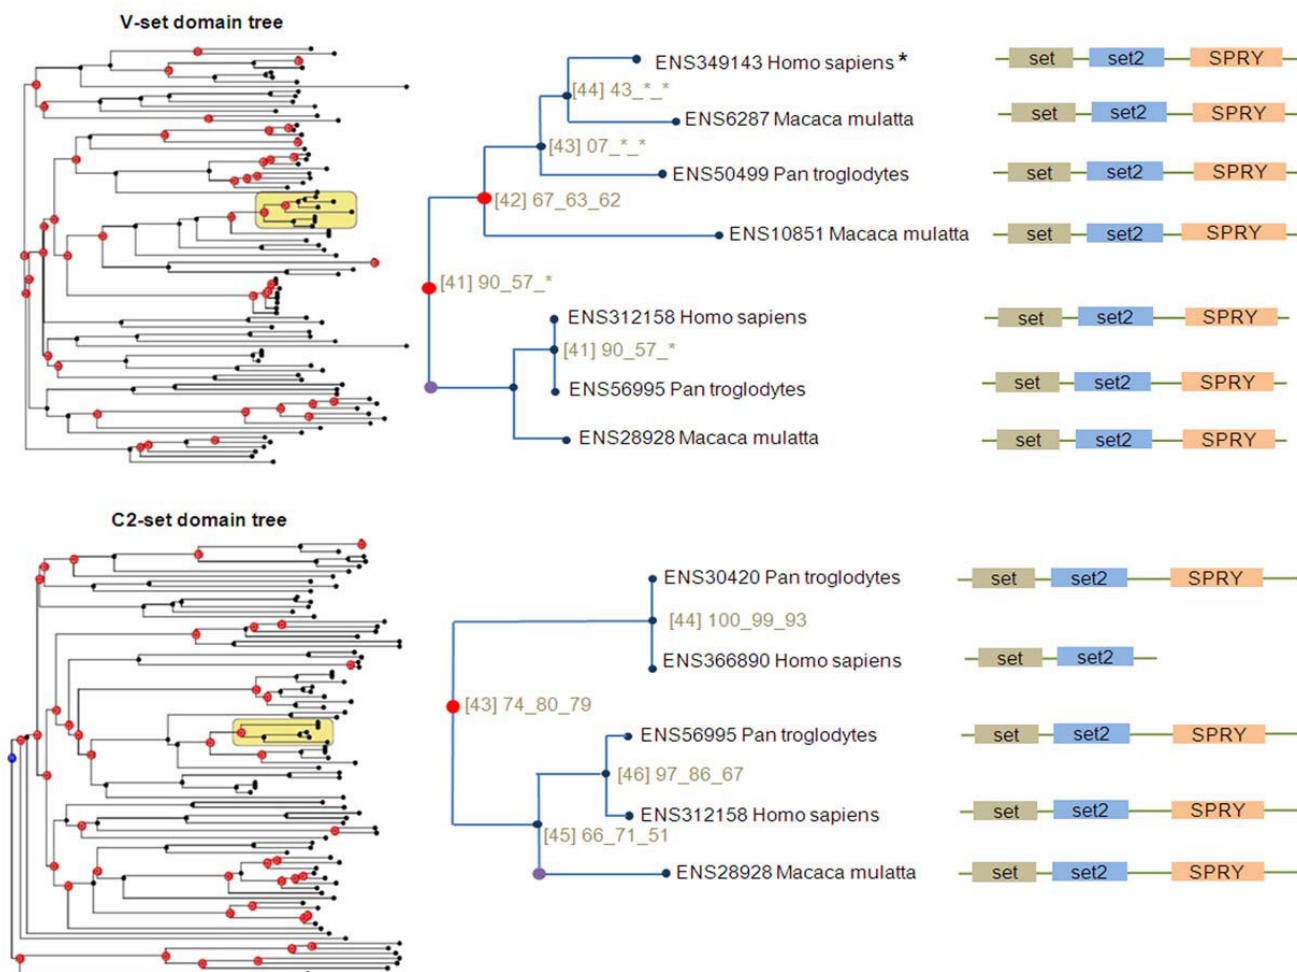 V-set domain tree
ENS349143 Homo sapiens *
set set2 SPRY
[44] 43_*_*
ENS6287 Macaca mulatta
set set2 SPRY
[43] 07_*_*
ENS50499 Pan troglodytes
set set2 SPRY
[42] 67_63_62
ENS10851 Macaca mulatta
set set2 SPRY
[41] 90_57_*
ENS312158 Homo sapiens
set set2 SPRY
[41] 90_57_*
ENS56995 Pan troglodytes
set set2 SPRY
ENS28928 Macaca mulatta
set set2 SPRY
C2-set domain tree
ENS30420 Pan troglodytes
set set2 SPRY
[44] 100_99_93
ENS366890 Homo sapiens
set set2
[43] 74_80_79
ENS56995 Pan troglodytes
set set2 SPRY
[46] 97_86_67
ENS312158 Homo sapiens
set set2 SPRY
[45] 66_71_51
ENS28928 Macaca mulatta
set set2 SPRY